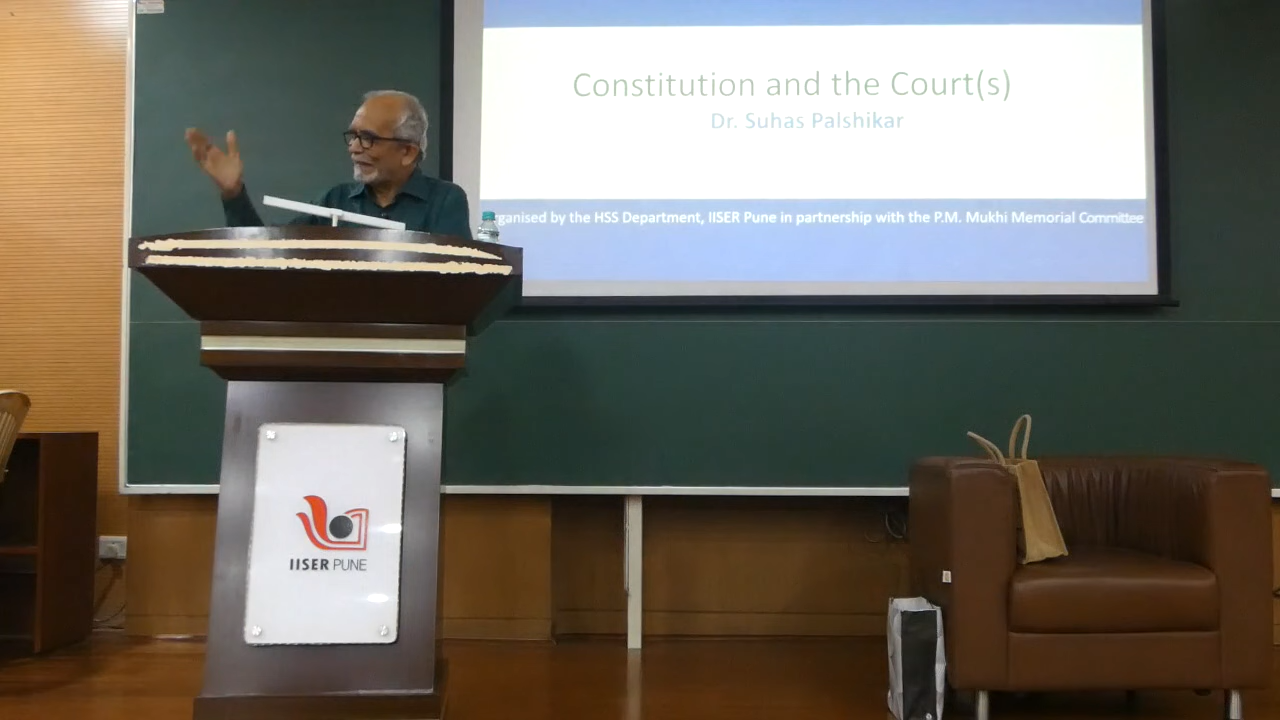 Constitution and the Court(s)
Dr. Suhas Palshikar
rganised by the HSS Department, IISER Pune in partnership with the P.M. Mukhi Memorial Committee
IISER PUNE